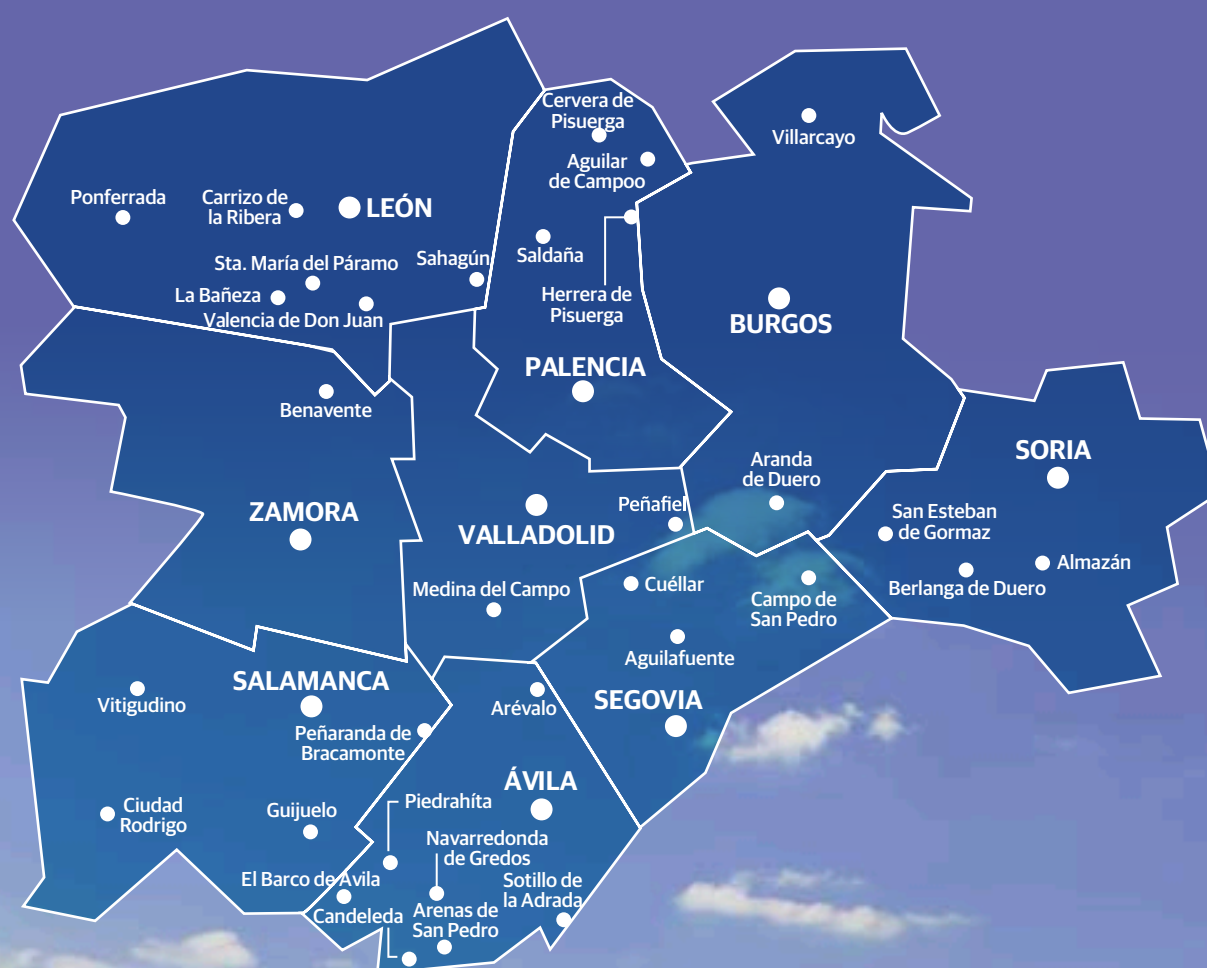 Cervera de
Pisuerga
Aguilar
de Campoo
Villarcayo
Ponferrada
Carrizo de
la Ribera
LEÓN
Sta. María del Páramo
Sahagún
La Bañeza
Valencia de Don Juan
Saldaña
Herrera de
Pisuerga
BURGOS
PALENCIA
Benavente
ZAMORA
VALLADOLID
Peñafiel
Aranda
de Duero
SORIA
San Esteban
de Gormaz
Almazán
Berlanga de Duero
Medina del Campo
Cuéllar
Campo de
San Pedro
Aguilafuente
SEGOVIA
SALAMANCA
Vitigudino
Peñaranda de
Bracamonte
Arévalo
ÁVILA
Ciudad
Rodrigo
Guijuelo
Piedrahíta
Navarredonda
de Gredos
El Barco de Ávila
Sotillo de
la Adrada
Candeleda
Arenas de
San Pedro